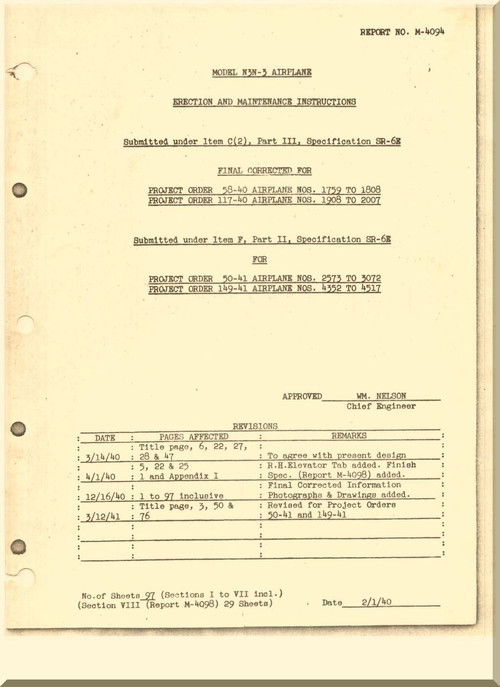 REPORT NO. M-4094
MODEL N3N-3 AIRPLANE
ERECTION AND MAINTENANCE INSTRUCTIONS
Submitted under Item C(2), Part III, Specification SR-6E
FINAL CORRECTED FOR
PROJECT ORDER 58-40 AIRPLANE NOS. 1759 TO 1808
PROJECT ORDER 117-40 AIRPLANE NOS. 1908 TO 2007
Submitted under Item F, Part II, Specification SR-6E
FOR
PROJECT ORDER 50-41 AIRPLANE NOS. 2573 TO 3072
PROJECT ORDER 149-41 AIRPLANE NOS. 4352 TO 4517
APPROVED WM. NELSON
Chief Engineer
REVISIONS
: DATE : PAGES AFFECTED : REMARKS :
: : Title page, 6, 22, 27, : :
: 3/14/40 : 28 & 47 : To agree with present design :
: : 5, 22 & 25 : R.H.Elevator Tab added. Finish :
: 4/1/40 : 1 and Appendix I : Spec. (Report M-4098) added. :
: : : Final Corrected Information :
: 12/16/40 : 1 to 97 inclusive : Photographs & Drawings added. :
: : Title page, 3, 50 & : Revised for Project Orders :
: 3/12/41 : 76 : 50-41 and 149-41 :
No.of Sheets 97 (Sections I to VII incl.)
(Section VIII (Report M-4098) 29 Sheets) Date 2/1/40